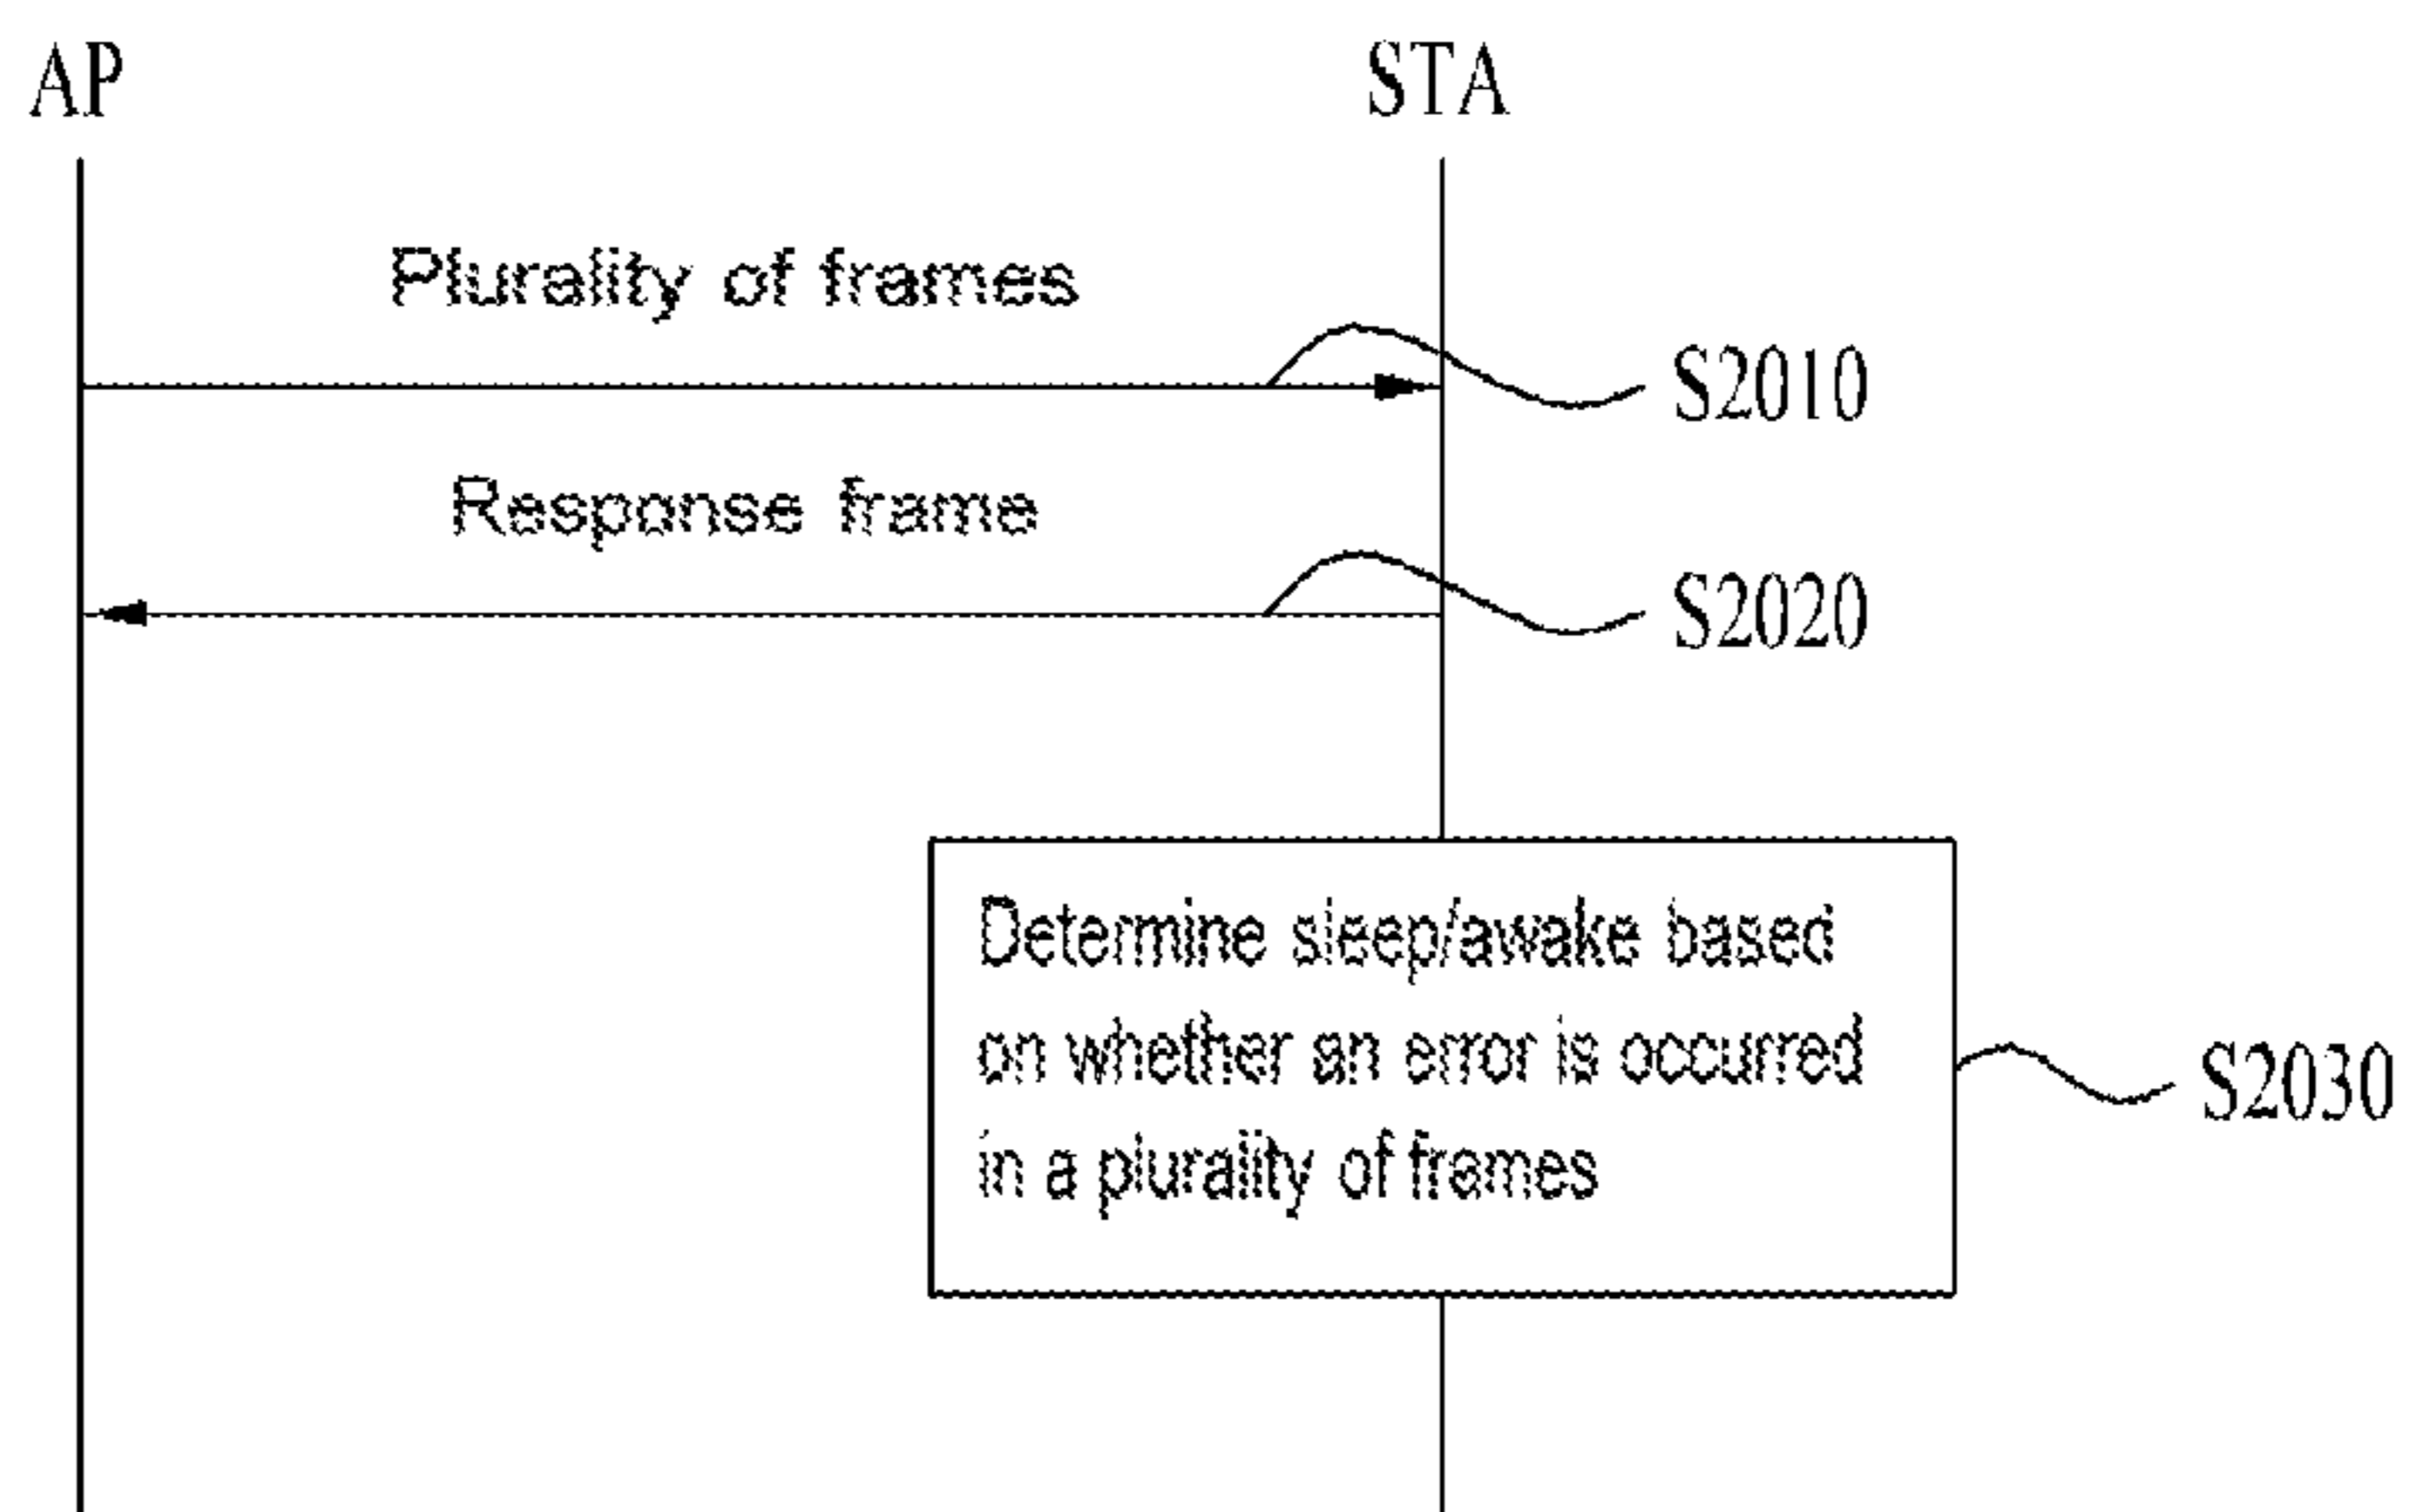 AP
STA
Plurality of frames
S2010
Response frame
S2020
Determine sleep/awake based
on whether an error is occurred
in a plurality of frames
S2030